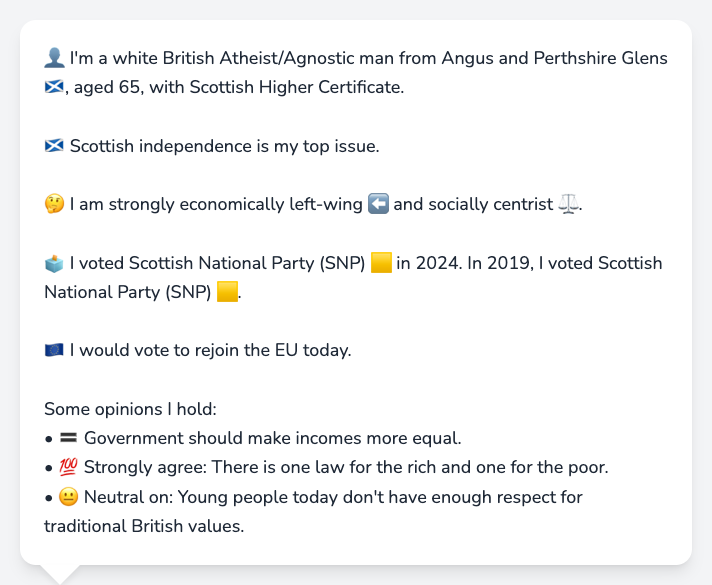 👤 I'm a white British Atheist/Agnostic man from Angus and Perthshire Glens
🏴󠁧󠁢󠁳󠁣󠁴󠁿, aged 65, with Scottish Higher Certificate.
🏴󠁧󠁢󠁳󠁣󠁴󠁿 Scottish independence is my top issue.
🤔 I am strongly economically left-wing ⬅️ and socially centrist ⚖️.
🗳️ I voted Scottish National Party (SNP) 🟨 in 2024. In 2019, I voted Scottish
National Party (SNP) 🟨.
🇪🇺 I would vote to rejoin the EU today.
Some opinions I hold:
• 🟰 Government should make incomes more equal.
• 💯 Strongly agree: There is one law for the rich and one for the poor.
• 😐 Neutral on: Young people today don't have enough respect for
traditional British values.